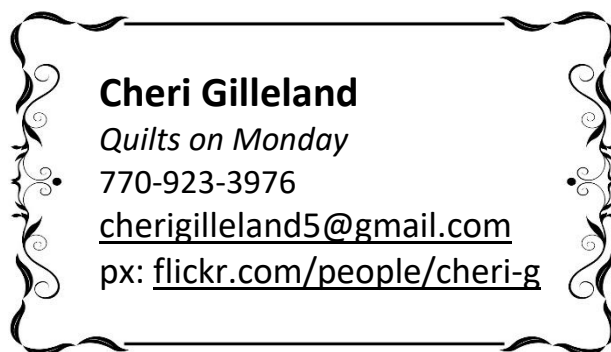 Cheri Gilleland
Quilts on Monday
770-923-3976
cherigilleland5@gmail.com
px: flickr.com/people/cheri-g